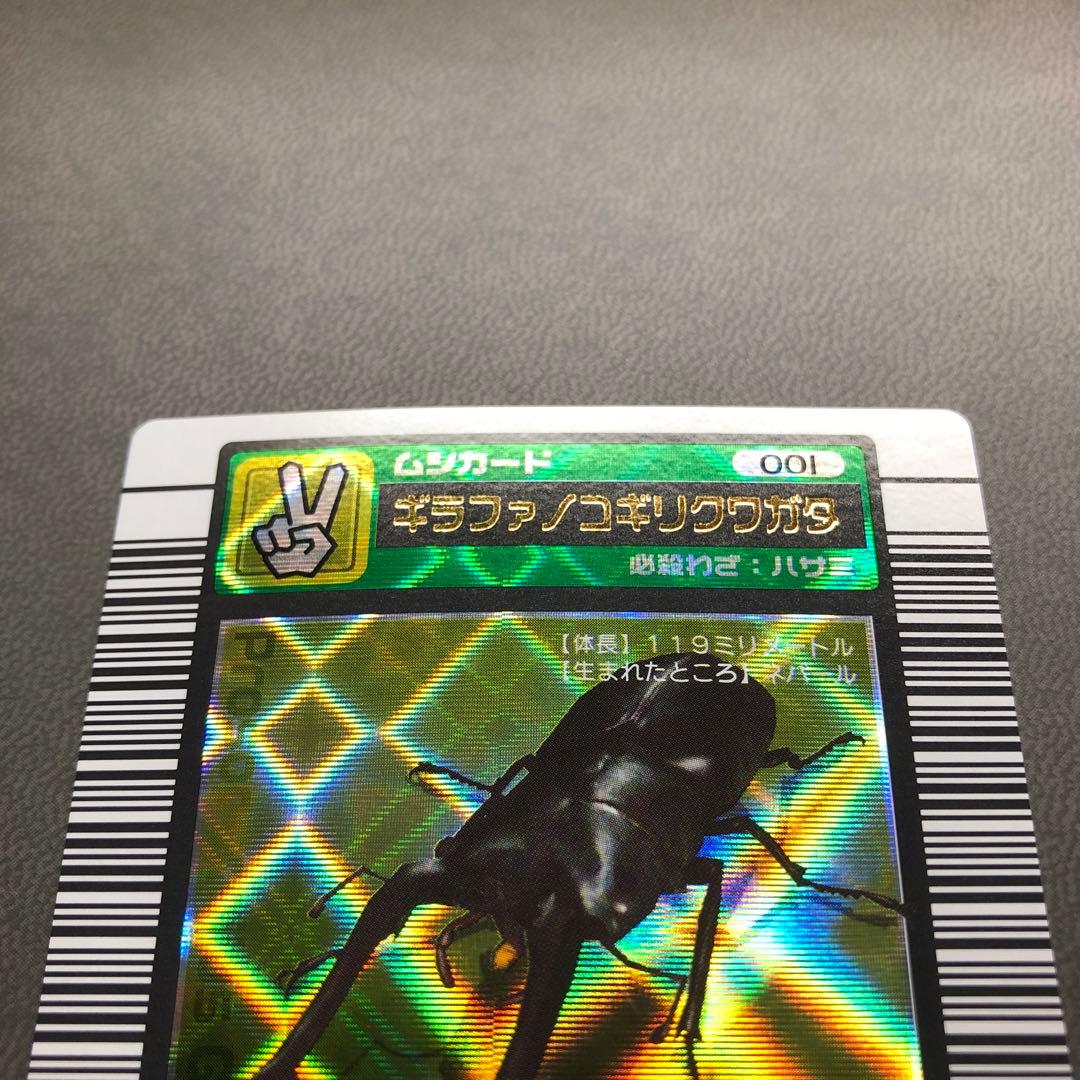 ムシカード
001
ギラファノコギリクワガタ
必殺わざ：ハサミ
【体長】119ミリメートル
【生まれたところ】ネパール